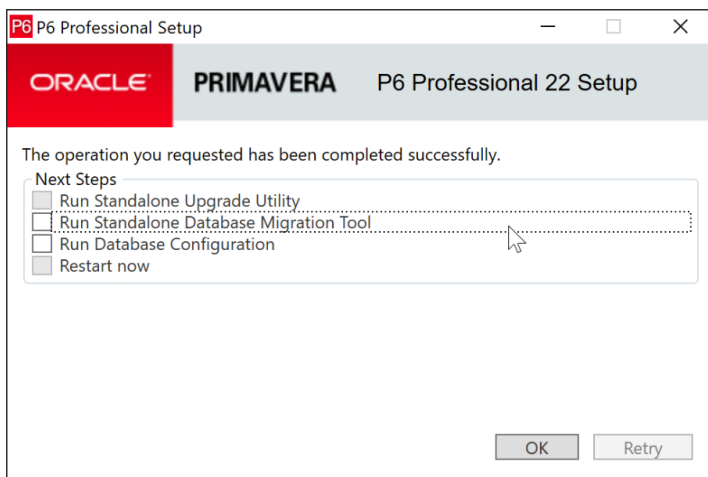 P6 P6 Professional Setup
ORACLE PRIMAVERA P6 Professional 22 Setup
The operation you requested has been completed successfully.
Next Steps
Run Standalone Upgrade Utility
Run Standalone Database Migration Tool
Run Database Configuration
Restart now
OK Retry